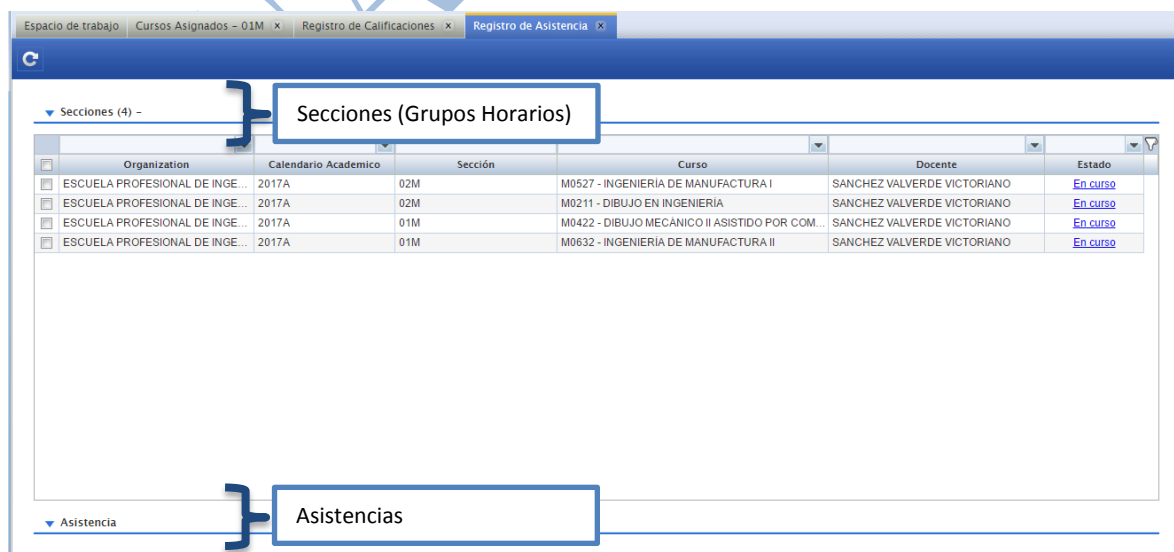 Espacio de trabajo Cursos Asignados – 01M Registro de Calificaciones Registro de Asistencia
Secciones (4) –
Secciones (Grupos Horarios)
Organization Calendario Academico Sección Curso Docente Estado
ESCUELA PROFESIONAL DE INGE... 2017A 02M M0527 - INGENIERÍA DE MANUFACTURA I SANCHEZ VALVERDE VICTORIANO En curso
ESCUELA PROFESIONAL DE INGE... 2017A 02M M0211 - DIBUJO EN INGENIERÍA SANCHEZ VALVERDE VICTORIANO En curso
ESCUELA PROFESIONAL DE INGE... 2017A 01M M0422 - DIBUJO MECÁNICO II ASISTIDO POR COM... SANCHEZ VALVERDE VICTORIANO En curso
ESCUELA PROFESIONAL DE INGE... 2017A 01M M0632 - INGENIERÍA DE MANUFACTURA II SANCHEZ VALVERDE VICTORIANO En curso
Asistencias
Asistencia